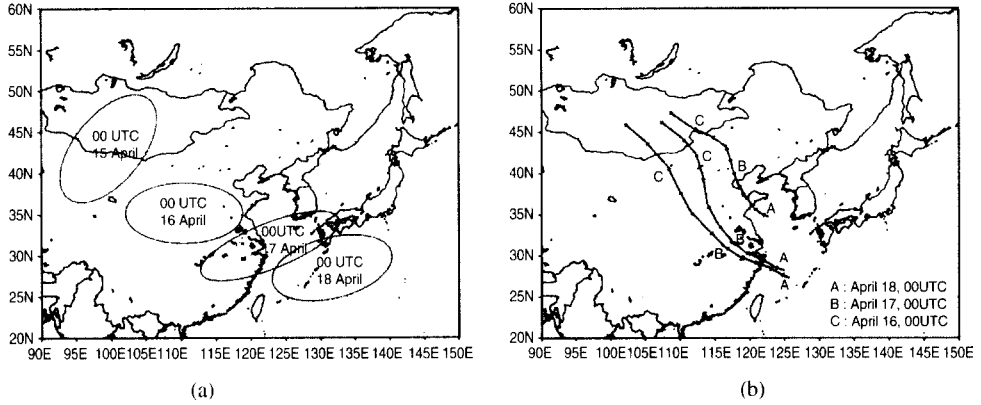 60N
55N
50N
45N
40N
35N
30N
25N
20N
90E 95E 100E 105E 110E 115E 120E 125E 130E 135E 140E 145E 150E
00 UTC
15 April
00 UTC
16 April
00UTC
17 April
00 UTC
18 April
(a)
60N
55N
50N
45N
40N
35N
30N
25N
20N
90E 95E 100E 105E 110E 115E 120E 125E 130E 135E 140E 145E 150E
C
C
B
C
A
B
B
A
A
A : April 18, 00UTC
B : April 17, 00UTC
C : April 16, 00UTC
(b)